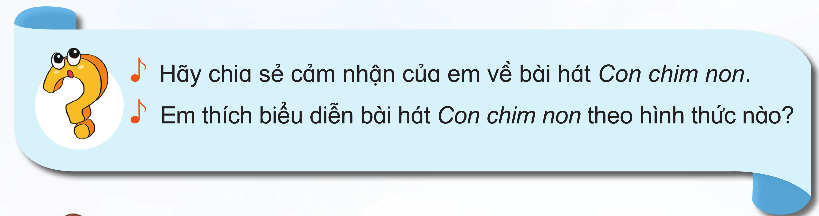 Hãy chia sẻ cảm nhận của em về bài hát Con chim non.
Em thích biểu diễn bài hát Con chim non theo hình thức nào?